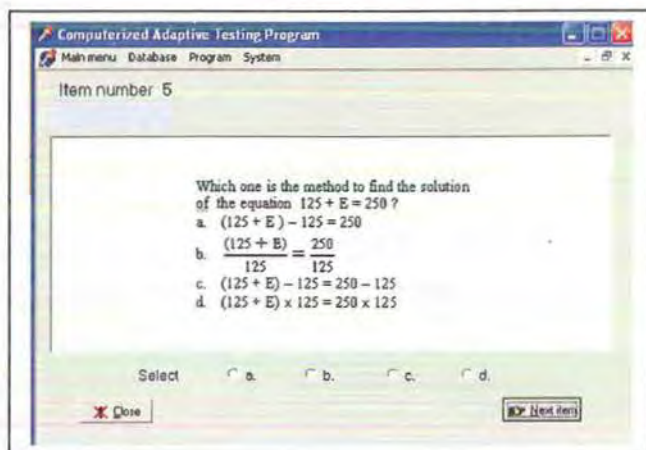 Computerized Adaptive Testing Program
Main menu Database Program System
Item number 5
Which one is the method to find the solution
of the equation 125 + E = 250 ?
a. (125 + E ) – 125 = 250
b. (125 + E)/125 = 250/125
c. (125 + E) – 125 = 250 – 125
d. (125 + E) x 125 = 250 x 125
Select a. b. c. d.
Close Next item